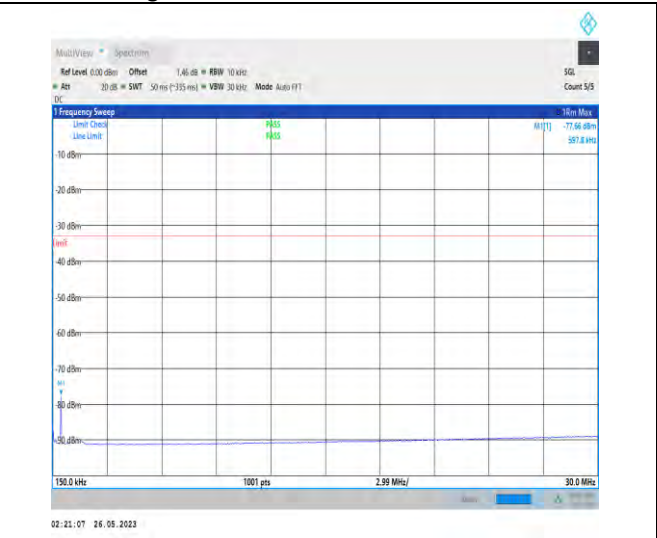 MultiView Spectrum
Ref Level 0.00 dBm Offset 1.46 dB RBW 10 kHz SGL
Att 20 dB SWT 50 ms (~335 ms) VBW 30 kHz Mode Auto FFT Count 5/5
DC
1 Frequency Sweep 1Rm Max
Limit Check PASS M1[1] -77.66 dBm
Line Limit PASS 597.8 kHz
-10 dBm
-20 dBm
-30 dBm
Limit
-40 dBm
-50 dBm
-60 dBm
-70 dBm
M1
-80 dBm
-90 dBm
150.0 kHz 1001 pts 2.99 MHz/ 30.0 MHz
02:21:07 26.05.2023